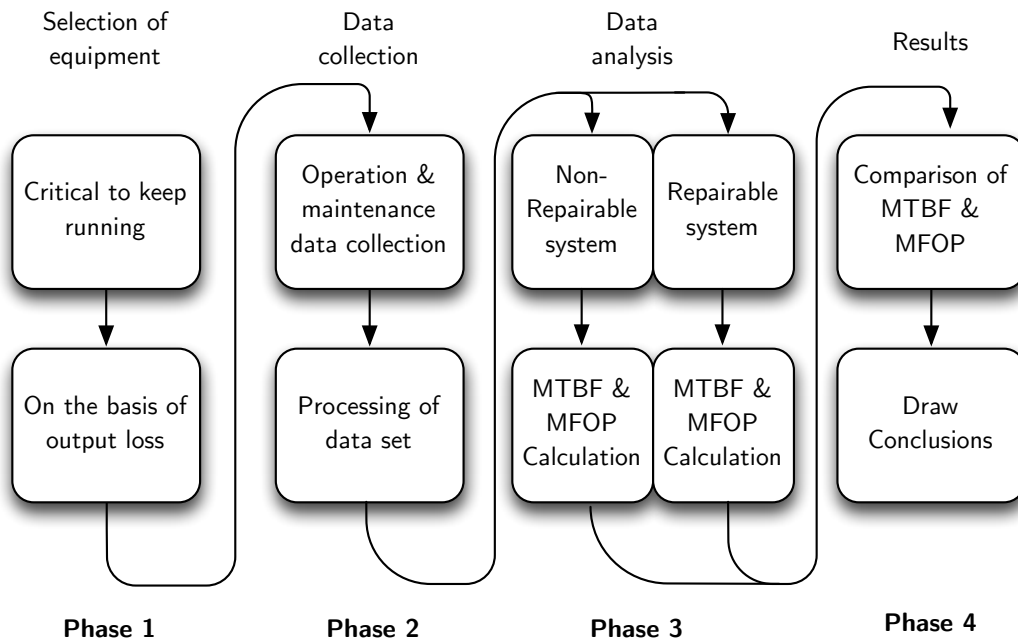 Selection of
equipment
Data
collection
Data
analysis
Results
Critical to keep
running
On the basis of
output loss
Operation &
maintenance
data collection
Processing of
data set
Non-
Repairable
system
Repairable
system
MTBF &
MFOP
Calculation
MTBF &
MFOP
Calculation
Comparison of
MTBF &
MFOP
Draw
Conclusions
Phase 1
Phase 2
Phase 3
Phase 4